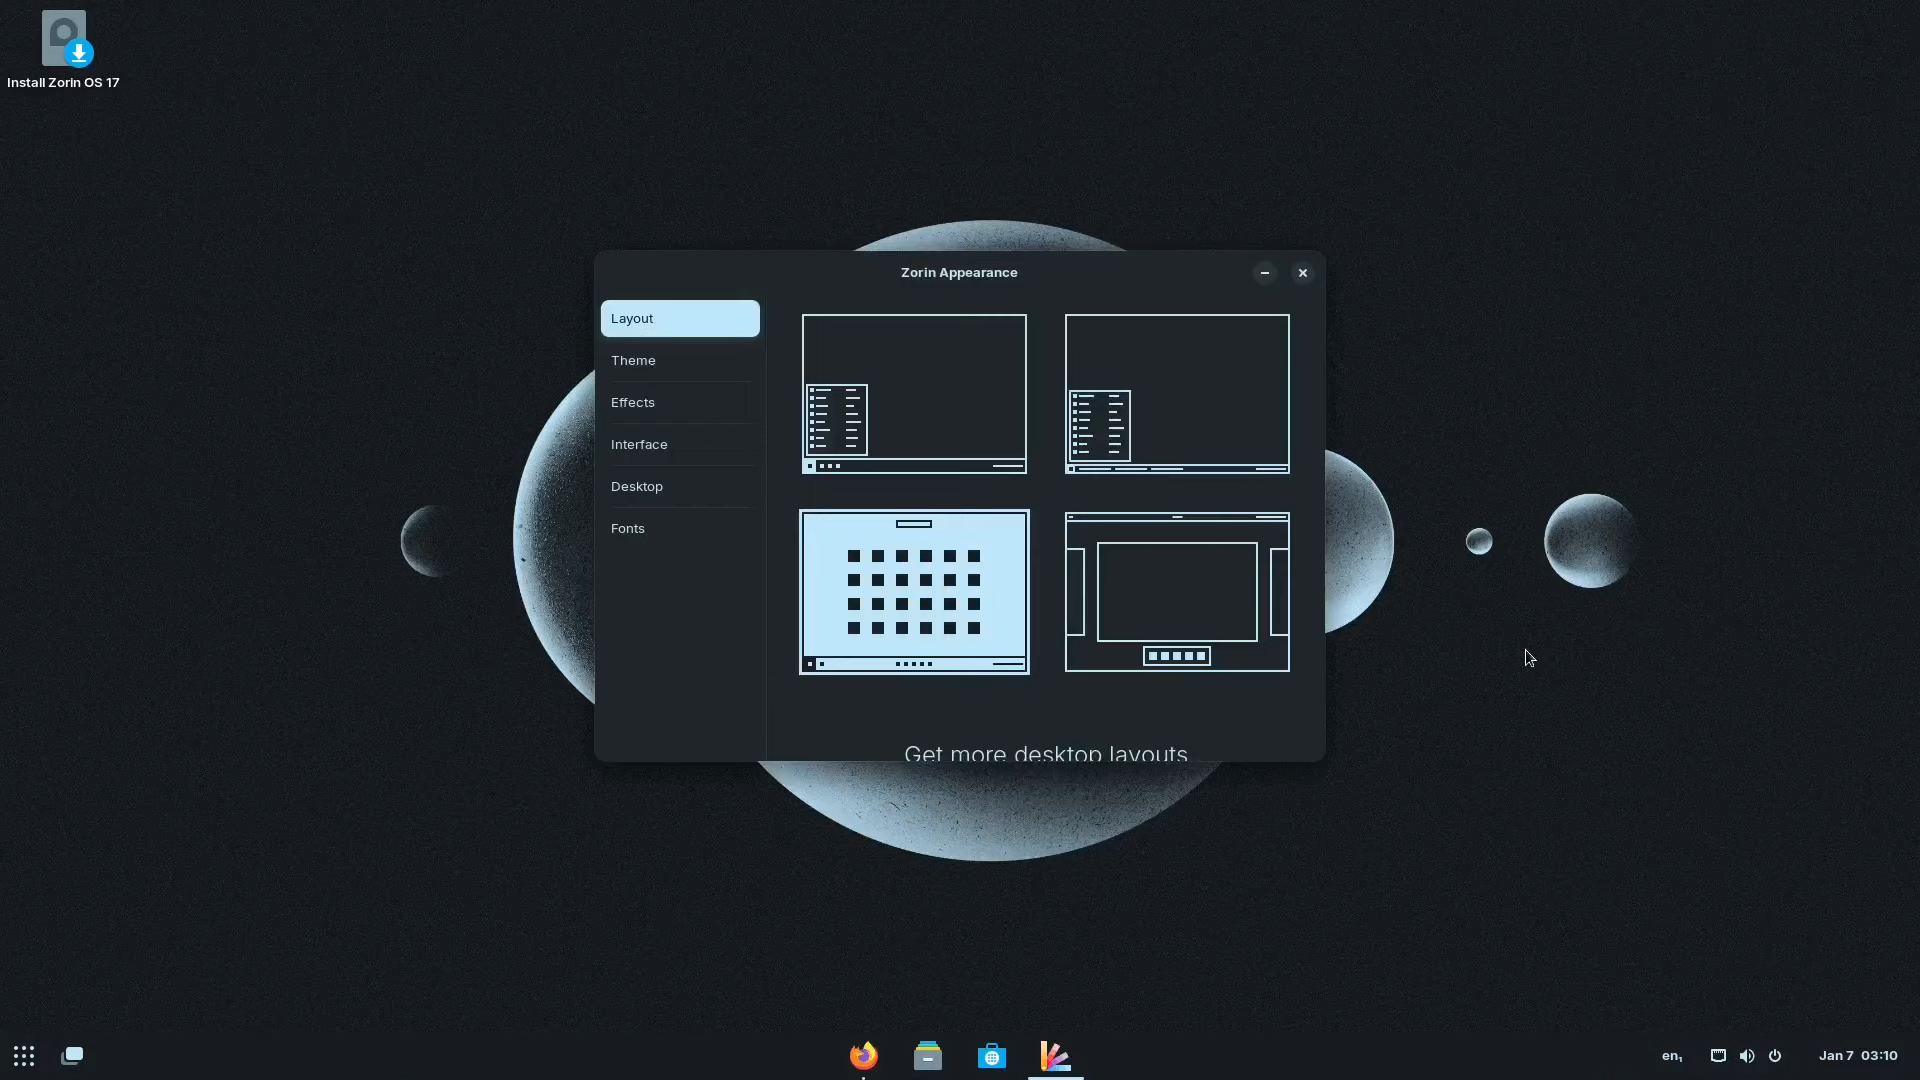 Install Zorin OS 17
Zorin Appearance
Layout
Theme
Effects
Interface
Desktop
Fonts
Get more desktop layouts
en₁
Jan 7 03:10